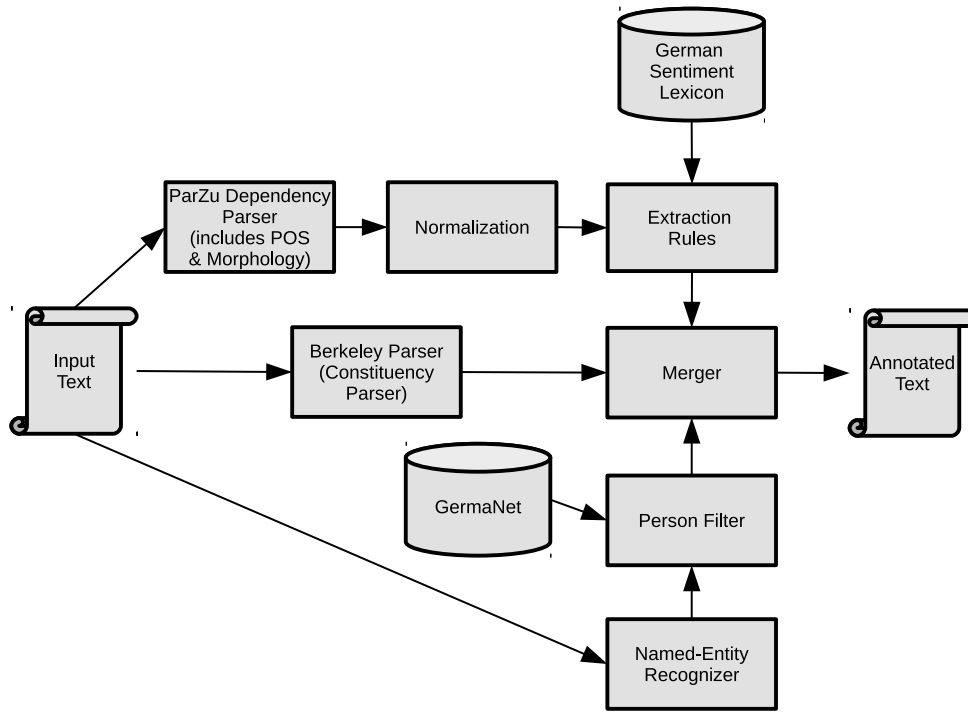 German
Sentiment
Lexicon
ParZu Dependency
Parser
(includes POS
& Morphology)
Normalization
Extraction
Rules
Input
Text
Berkeley Parser
(Constituency
Parser)
Merger
Annotated
Text
GermaNet
Person Filter
Named-Entity
Recognizer